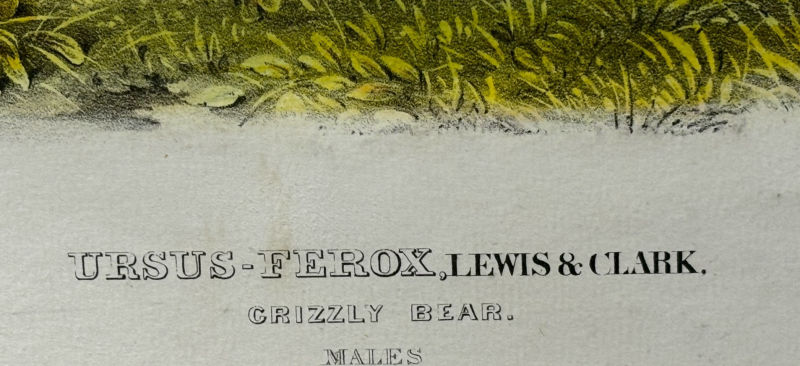 URSUS-FEROX, LEWIS & CLARK.
GRIZZLY BEAR.
MALES